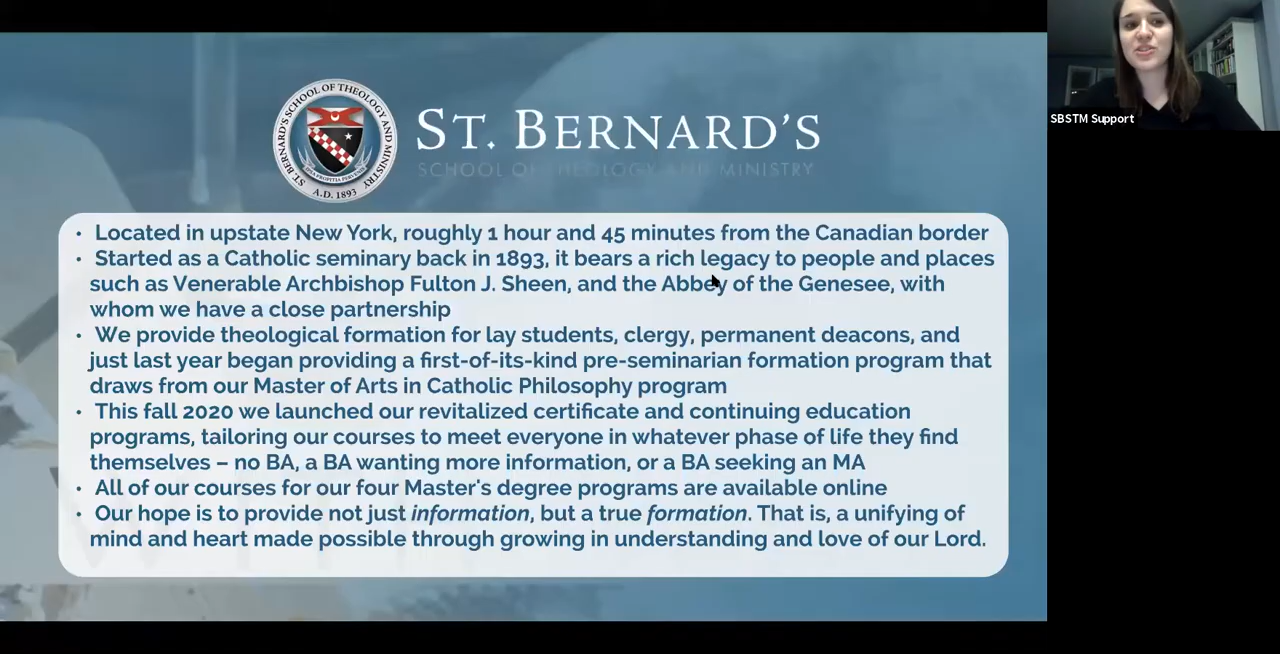 ST. BERNARD'S SCHOOL OF THEOLOGY AND MINISTRY
A.D. 1893
ST. BERNARD'S
SCHOOL OF THEOLOGY AND MINISTRY
SBSTM Support
• Located in upstate New York, roughly 1 hour and 45 minutes from the Canadian border
• Started as a Catholic seminary back in 1893, it bears a rich legacy to people and places
such as Venerable Archbishop Fulton J. Sheen, and the Abbey of the Genesee, with
whom we have a close partnership
• We provide theological formation for lay students, clergy, permanent deacons, and
just last year began providing a first-of-its-kind pre-seminarian formation program that
draws from our Master of Arts in Catholic Philosophy program
• This fall 2020 we launched our revitalized certificate and continuing education
programs, tailoring our courses to meet everyone in whatever phase of life they find
themselves – no BA, a BA wanting more information, or a BA seeking an MA
• All of our courses for our four Master's degree programs are available online
• Our hope is to provide not just information, but a true formation. That is, a unifying of
mind and heart made possible through growing in understanding and love of our Lord.